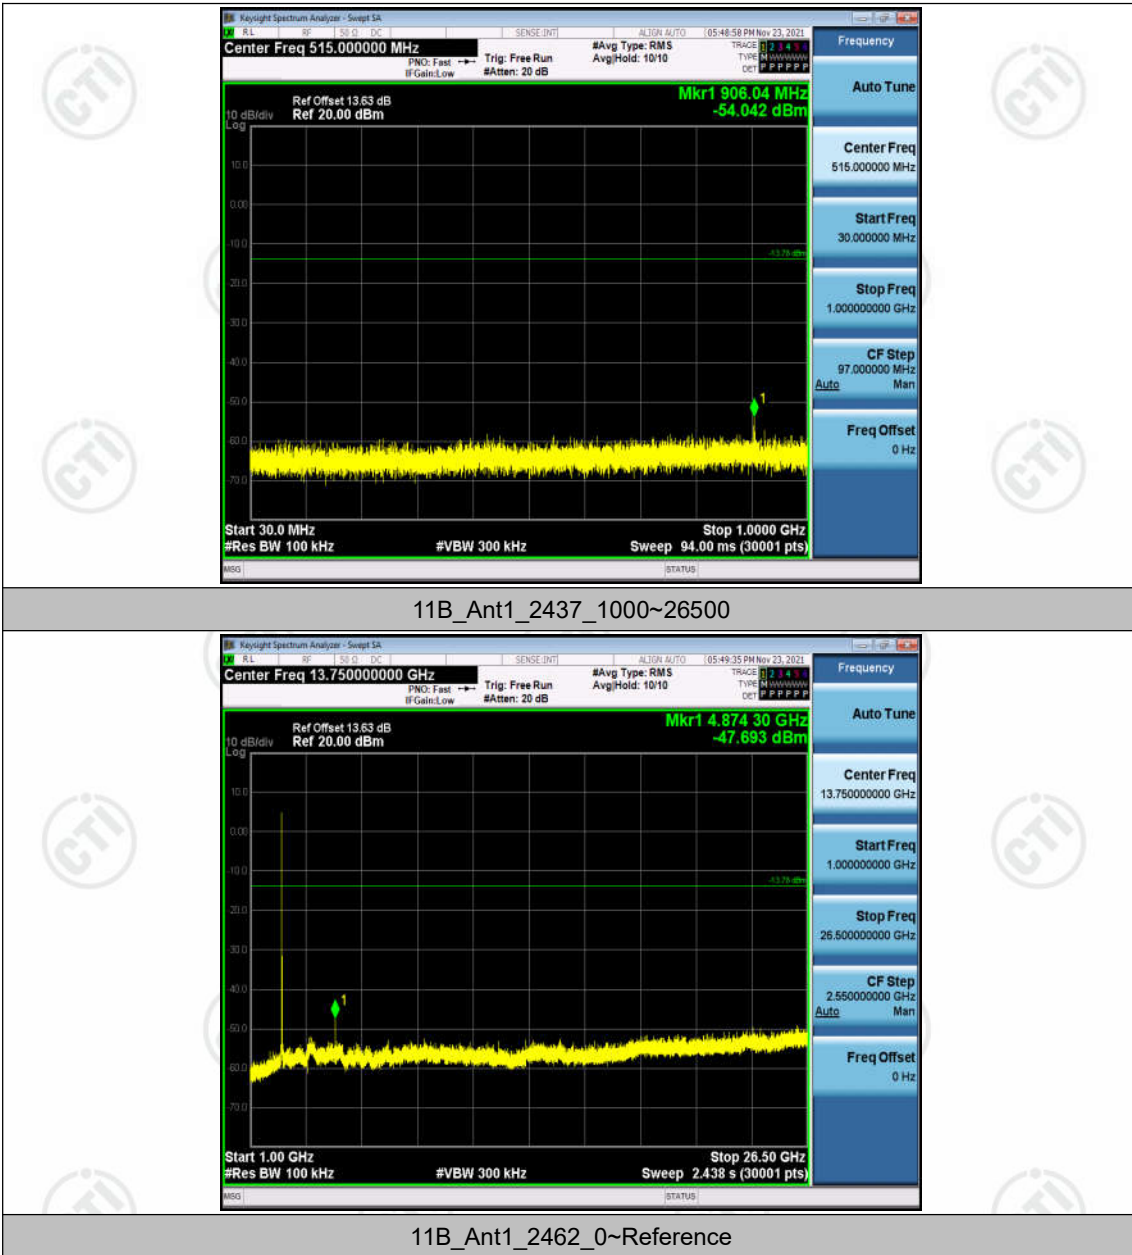 Keysight Spectrum Analyzer - Swept SA
RL RF 50 Ω DC SENSE:INT ALIGN AUTO 05:48:58 PM Nov 23, 2021
Center Freq 515.000000 MHz
#Avg Type: RMS
TRACE 1 2 3 4 5 6
PNO: Fast
Trig: Free Run
Avg|Hold: 10/10
TYPE M WWWWW
IFGain:Low
#Atten: 20 dB
DET P P P P P P
Frequency
Mkr1 906.04 MHz
-54.042 dBm
Ref Offset 13.63 dB
10 dB/div Ref 20.00 dBm
Log
10.0
0.00
-10.0
-13.78 dBm
-20.0
-30.0
-40.0
-50.0
1
-60.0
-70.0
Start 30.0 MHz Stop 1.0000 GHz
#Res BW 100 kHz #VBW 300 kHz Sweep 94.00 ms (30001 pts)
MSG STATUS
Auto Tune
Center Freq
515.000000 MHz
Start Freq
30.000000 MHz
Stop Freq
1.000000000 GHz
CF Step
97.000000 MHz
Auto Man
Freq Offset
0 Hz
11B_Ant1_2437_1000~26500
Keysight Spectrum Analyzer - Swept SA
RL RF 50 Ω DC SENSE:INT ALIGN AUTO 05:49:35 PM Nov 23, 2021
Center Freq 13.750000000 GHz
#Avg Type: RMS
TRACE 1 2 3 4 5 6
PNO: Fast
Trig: Free Run
Avg|Hold: 10/10
TYPE M WWWWW
IFGain:Low
#Atten: 20 dB
DET P P P P P P
Frequency
Mkr1 4.874 30 GHz
-47.693 dBm
Ref Offset 13.63 dB
10 dB/div Ref 20.00 dBm
Log
10.0
0.00
-10.0
-13.78 dBm
-20.0
-30.0
-40.0
1
-50.0
-60.0
-70.0
Start 1.00 GHz Stop 26.50 GHz
#Res BW 100 kHz #VBW 300 kHz Sweep 2.438 s (30001 pts)
MSG STATUS
Auto Tune
Center Freq
13.750000000 GHz
Start Freq
1.000000000 GHz
Stop Freq
26.500000000 GHz
CF Step
2.550000000 GHz
Auto Man
Freq Offset
0 Hz
11B_Ant1_2462_0~Reference
CTI
CTI
CTI
CTI
CTI
CTI